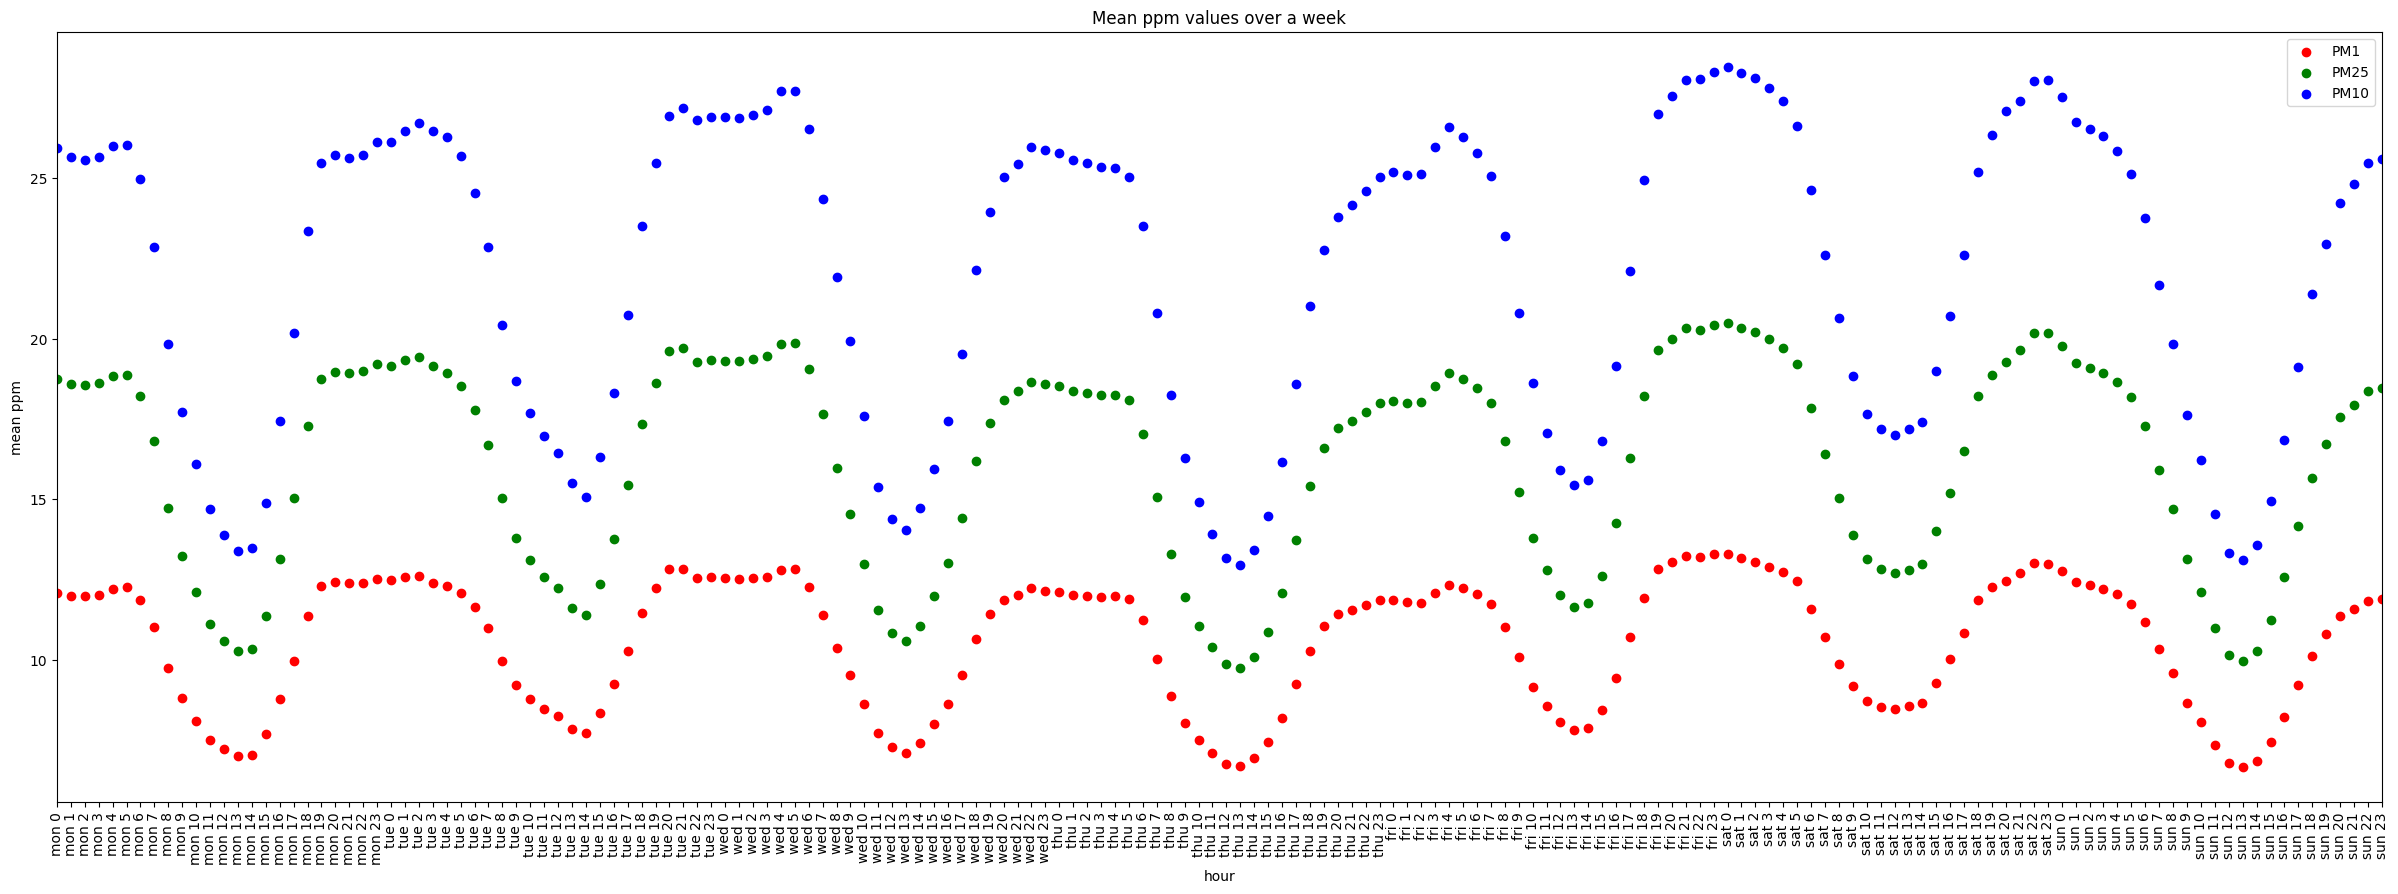 Mean ppm values over a week
PM1
PM25
PM10
mean ppm
25
20
15
10
mon 0
mon 1
mon 2
mon 3
mon 4
mon 5
mon 6
mon 7
mon 8
mon 9
mon 10
mon 11
mon 12
mon 13
mon 14
mon 15
mon 16
mon 17
mon 18
mon 19
mon 20
mon 21
mon 22
mon 23
tue 0
tue 1
tue 2
tue 3
tue 4
tue 5
tue 6
tue 7
tue 8
tue 9
tue 10
tue 11
tue 12
tue 13
tue 14
tue 15
tue 16
tue 17
tue 18
tue 19
tue 20
tue 21
tue 22
tue 23
wed 0
wed 1
wed 2
wed 3
wed 4
wed 5
wed 6
wed 7
wed 8
wed 9
wed 10
wed 11
wed 12
wed 13
wed 14
wed 15
wed 16
wed 17
wed 18
wed 19
wed 20
wed 21
wed 22
wed 23
thu 0
thu 1
thu 2
thu 3
thu 4
thu 5
thu 6
thu 7
thu 8
thu 9
thu 10
thu 11
thu 12
thu 13
thu 14
thu 15
thu 16
thu 17
thu 18
thu 19
thu 20
thu 21
thu 22
thu 23
fri 0
fri 1
fri 2
fri 3
fri 4
fri 5
fri 6
fri 7
fri 8
fri 9
fri 10
fri 11
fri 12
fri 13
fri 14
fri 15
fri 16
fri 17
fri 18
fri 19
fri 20
fri 21
fri 22
fri 23
sat 0
sat 1
sat 2
sat 3
sat 4
sat 5
sat 6
sat 7
sat 8
sat 9
sat 10
sat 11
sat 12
sat 13
sat 14
sat 15
sat 16
sat 17
sat 18
sat 19
sat 20
sat 21
sat 22
sat 23
sun 0
sun 1
sun 2
sun 3
sun 4
sun 5
sun 6
sun 7
sun 8
sun 9
sun 10
sun 11
sun 12
sun 13
sun 14
sun 15
sun 16
sun 17
sun 18
sun 19
sun 20
sun 21
sun 22
sun 23
hour